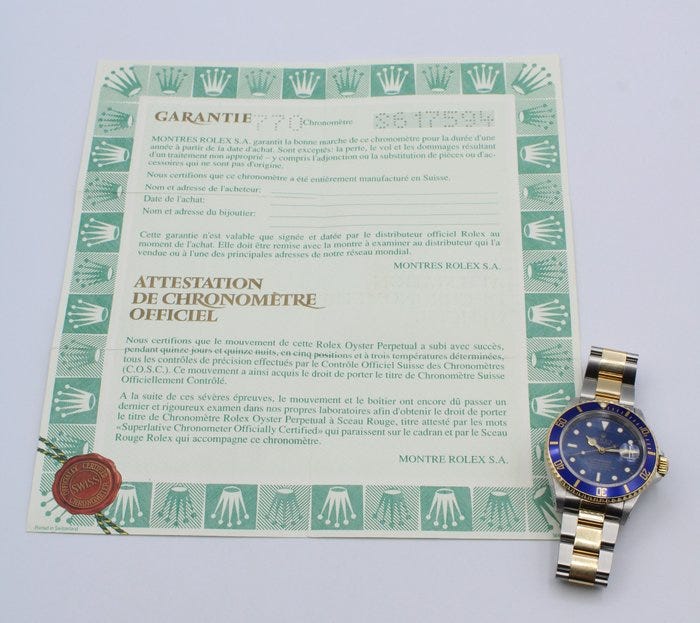 GARANTIE 770 Chronomètre S617594
MONTRES ROLEX S.A. garantit la bonne marche de ce chronomètre pour la durée d'une
année à partir de la date d'achat. Sont exceptés: la perte, le vol et les dommages résultant
d'un traitement non approprié – y compris l'adjonction ou la substitution de pièces ou d'ac-
cessoires qui ne sont pas d'origine.
Nous certifions que ce chronomètre a été entièrement manufacturé en Suisse.
Nom et adresse de l'acheteur:
Date de l'achat:
Nom et adresse du bijoutier:
Cette garantie n'est valable que signée et datée par le distributeur officiel Rolex au
moment de l'achat. Elle doit être remise avec la montre à examiner au distributeur qui l'a
vendue ou à l'une des principales adresses de notre réseau mondial.
MONTRES ROLEX S.A.
ATTESTATION
DE CHRONOMÈTRE
OFFICIEL
Nous certifions que le mouvement de cette Rolex Oyster Perpetual a subi avec succès,
pendant quinze jours et quinze nuits, en cinq positions et à trois températures déterminées,
tous les contrôles de précision effectués par le Contrôle Officiel Suisse des Chronomètres
(C.O.S.C.). Ce mouvement a ainsi acquis le droit de porter le titre de Chronomètre Suisse
Officiellement Contrôlé.
A la suite de ces sévères épreuves, le mouvement et le boîtier ont encore dû passer un
dernier et rigoureux examen dans nos propres laboratoires afin d'obtenir le droit de porter
le titre de Chronomètre Rolex Oyster Perpetual à Sceau Rouge, titre attesté par les mots
«Superlative Chronometer Officially Certified» qui paraissent sur le cadran et par le Sceau
Rouge Rolex qui accompagne ce chronomètre.
MONTRE ROLEX S.A.
OFFICIALLY CERTIFIED
SWISS
CHRONOMETER
Printed in Switzerland
50
40
30
20
10